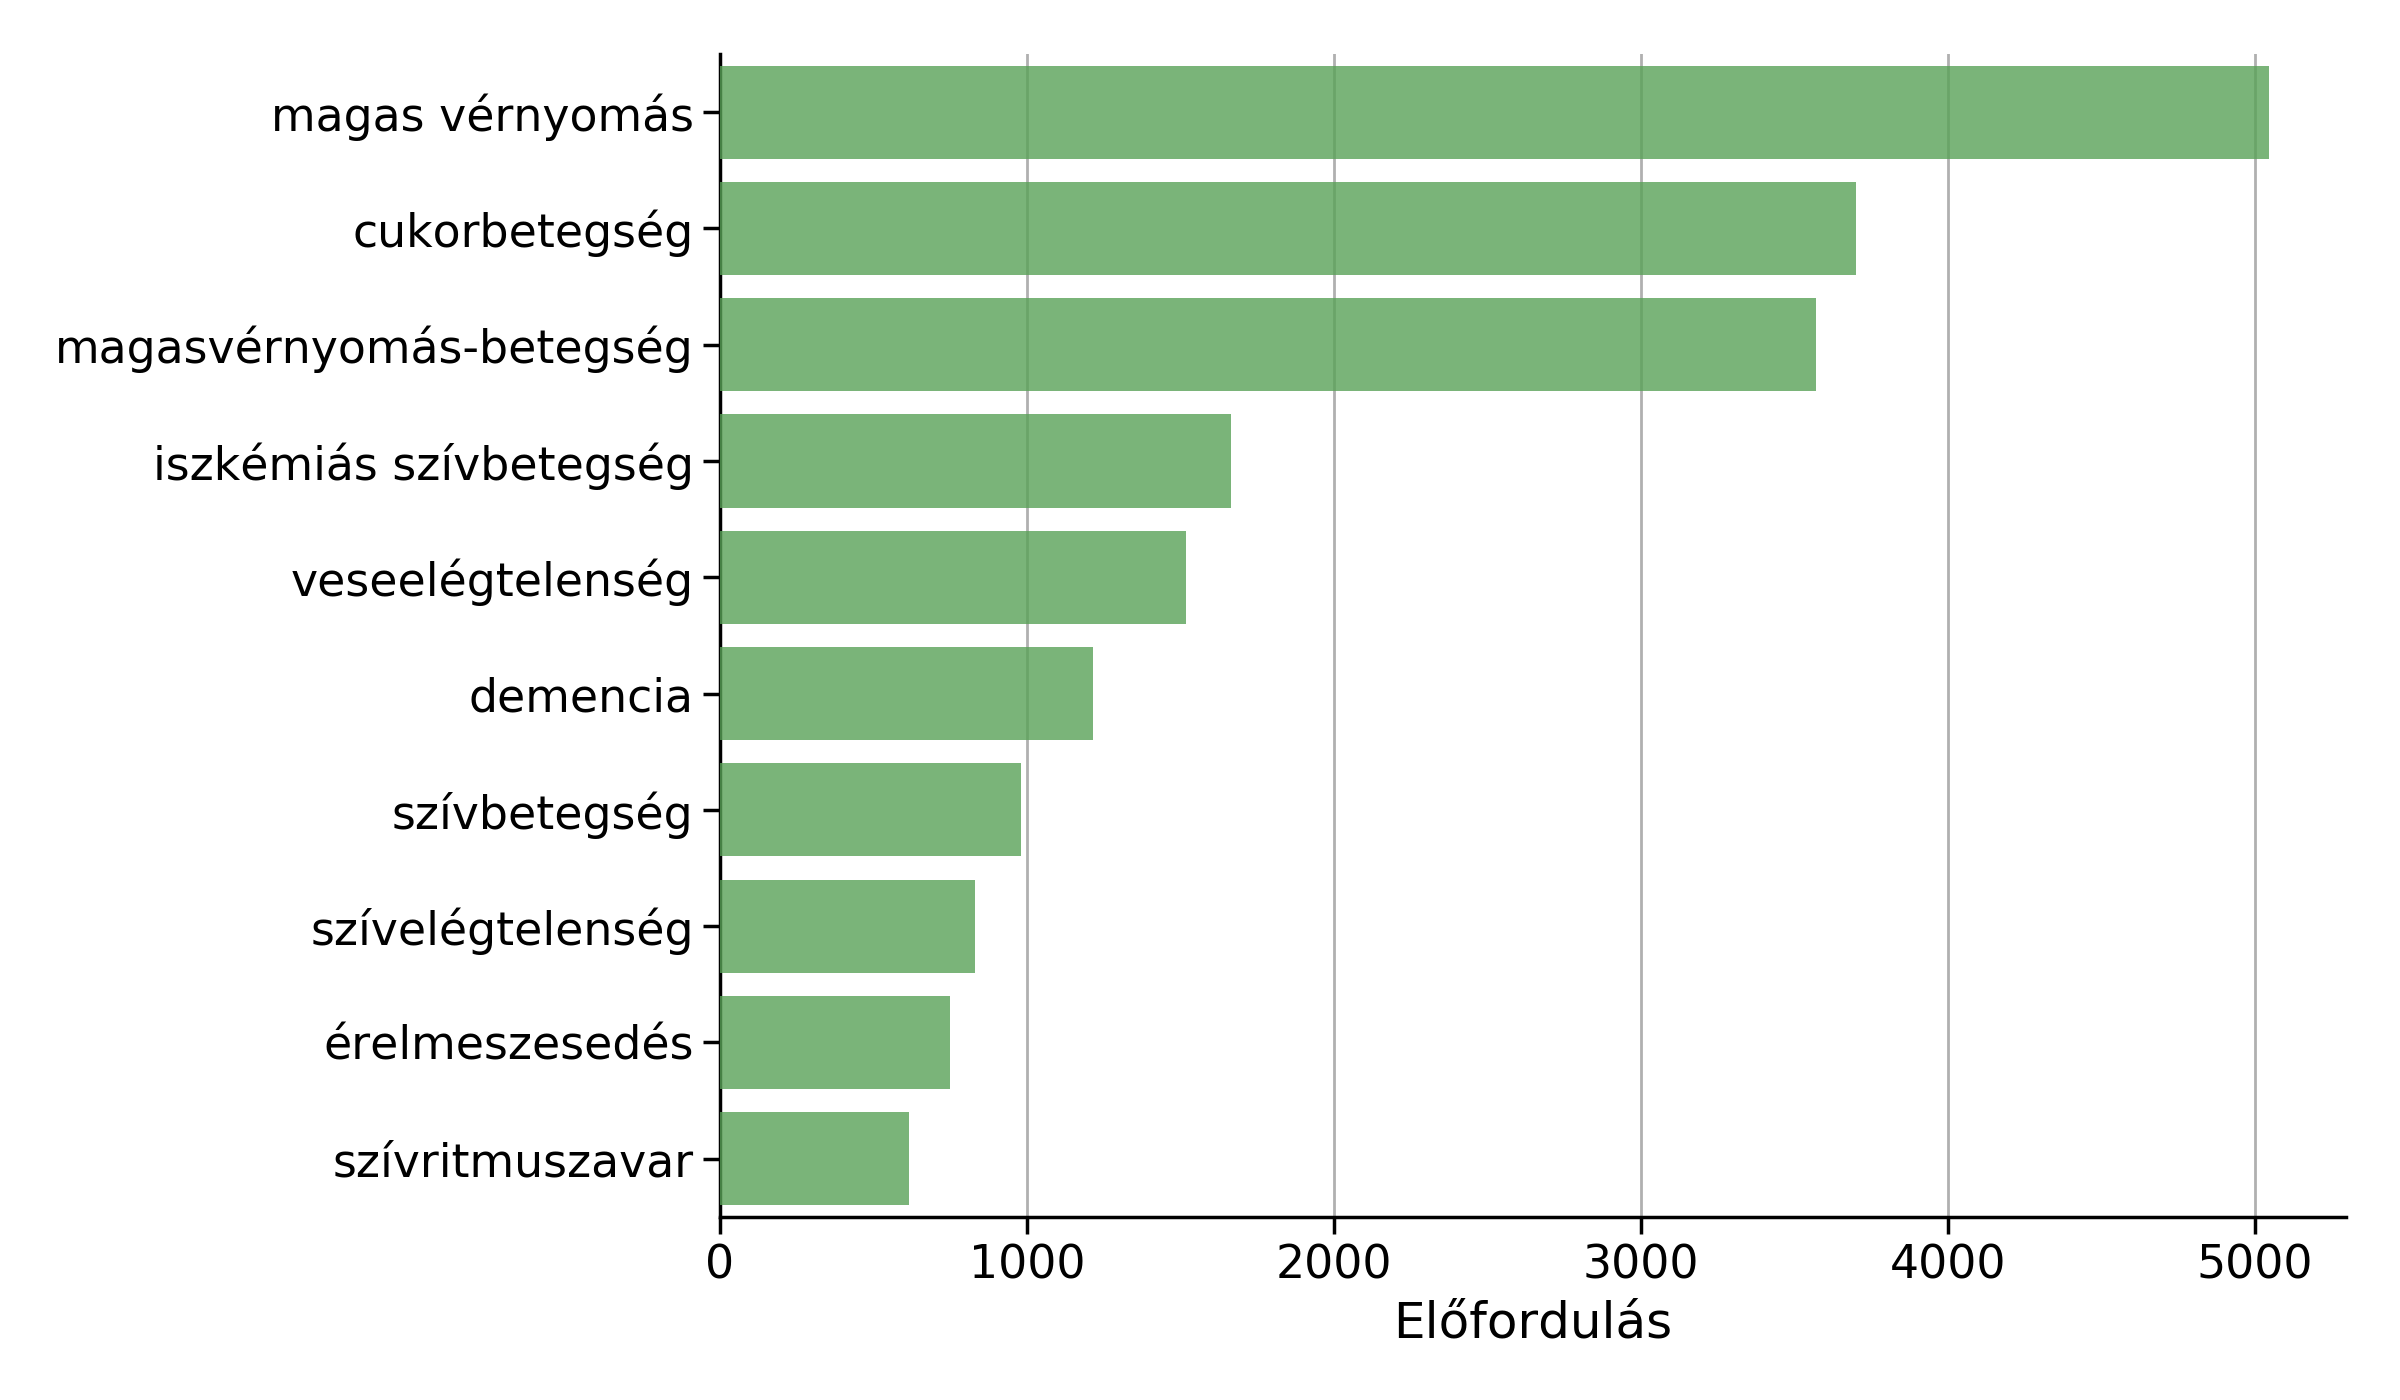 magas vérnyomás
cukorbetegség
magasvérnyomás-betegség
iszkémiás szívbetegség
veseelégtelenség
demencia
szívbetegség
szívelégtelenség
érelmeszesedés
szívritmuszavar
0 1000 2000 3000 4000 5000
Előfordulás